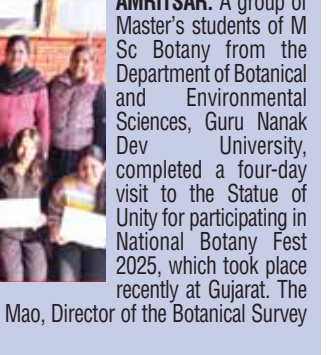 AMRITSAR: A group of
Master's students of M
Sc Botany from the
Department of Botanical
and Environmental
Sciences, Guru Nanak
Dev University,
completed a four-day
visit to the Statue of
Unity for participating in
National Botany Fest
2025, which took place
recently at Gujarat. The
Mao, Director of the Botanical Survey